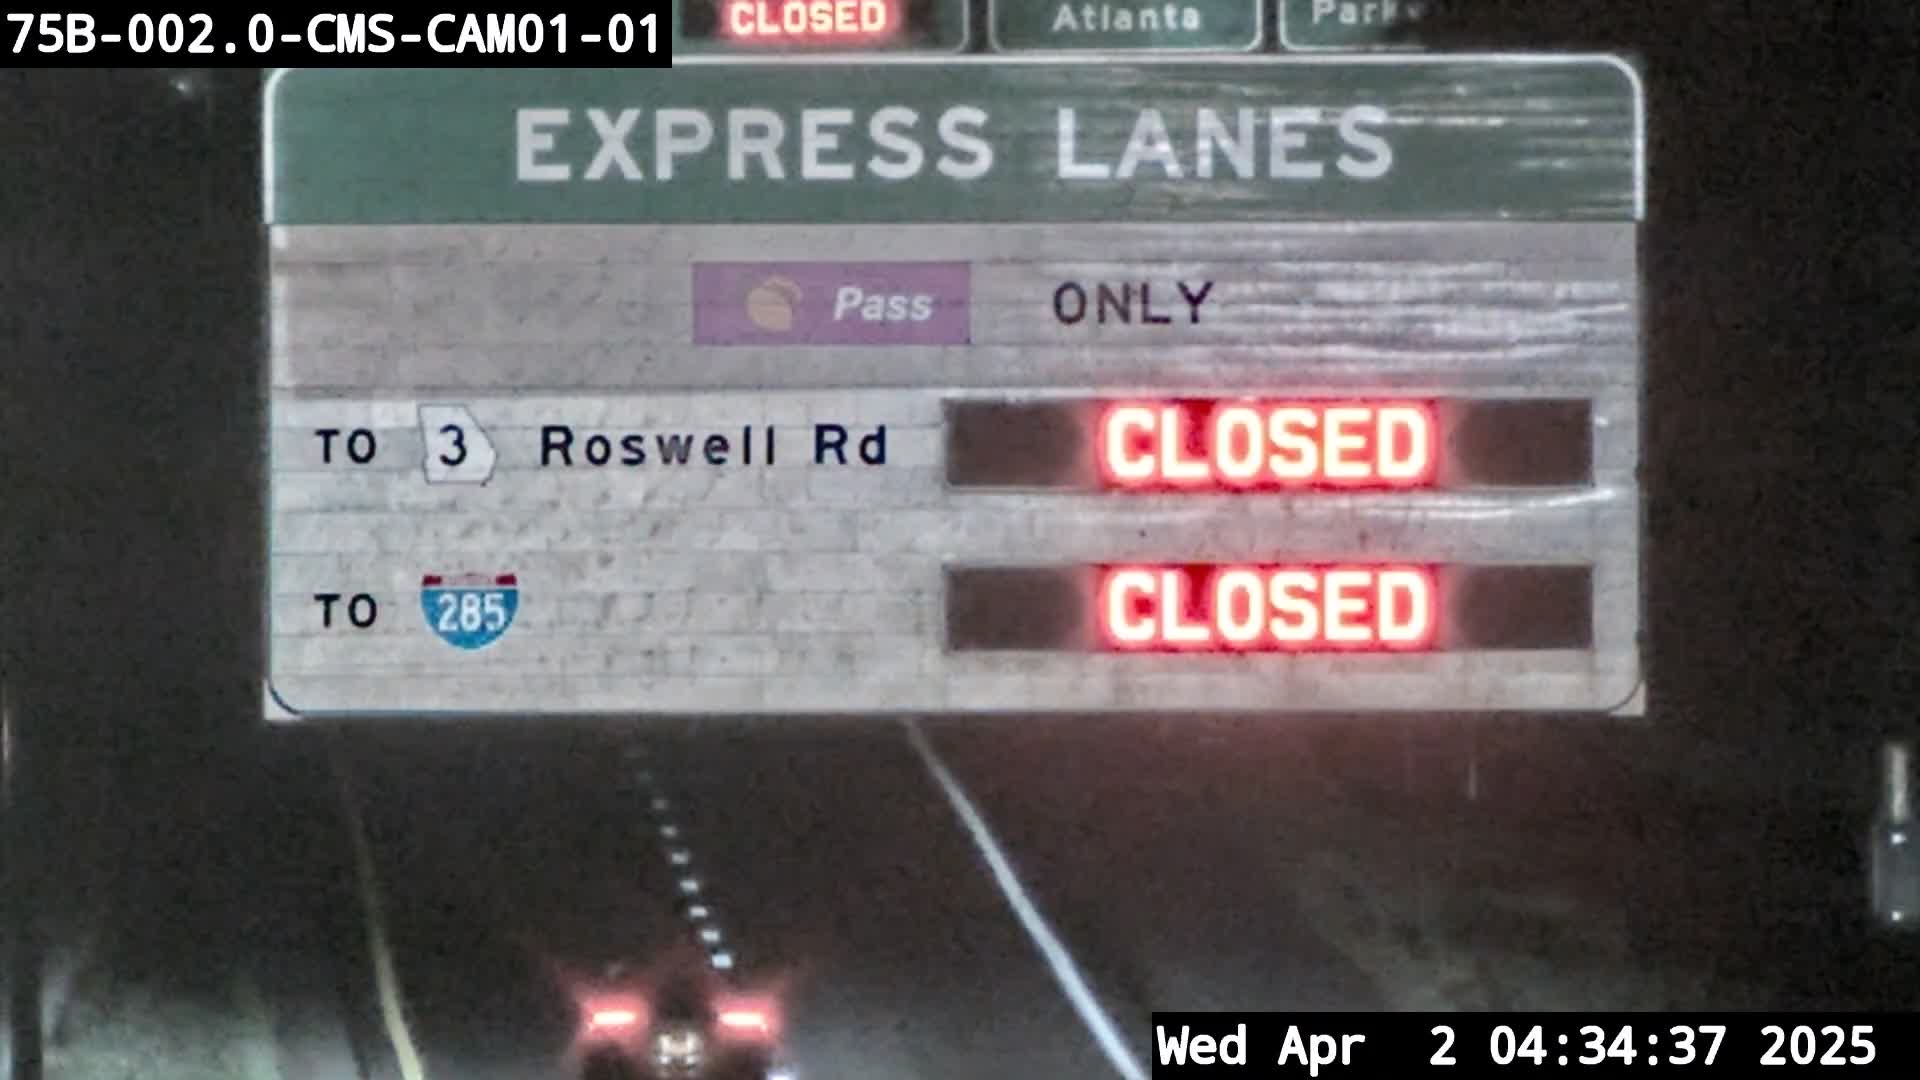 75B-002.0-CMS-CAM01-01
CLOSED
Atlanta
EXPRESS LANES
Pass ONLY
TO 3 Roswell Rd CLOSED
TO 285 CLOSED
Wed Apr 2 04:34:37 2025